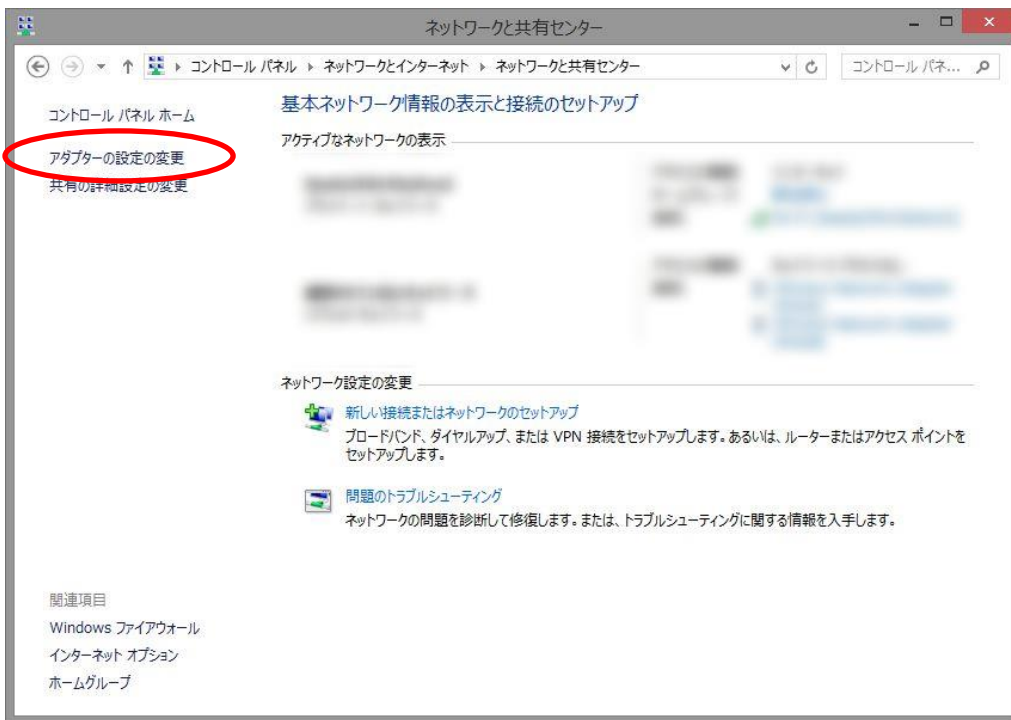 ネットワークと共有センター
コントロール パネル ネットワークとインターネット ネットワークと共有センター
コントロール パネ...
コントロール パネル ホーム
アダプターの設定の変更
共有の詳細設定の変更
基本ネットワーク情報の表示と接続のセットアップ
アクティブなネットワークの表示
ネットワーク設定の変更
新しい接続またはネットワークのセットアップ
ブロードバンド、ダイヤルアップ、または VPN 接続をセットアップします。あるいは、ルーターまたはアクセス ポイントを
セットアップします。
問題のトラブルシューティング
ネットワークの問題を診断して修復します。または、トラブルシューティングに関する情報を入手します。
関連項目
Windows ファイアウォール
インターネット オプション
ホームグループ